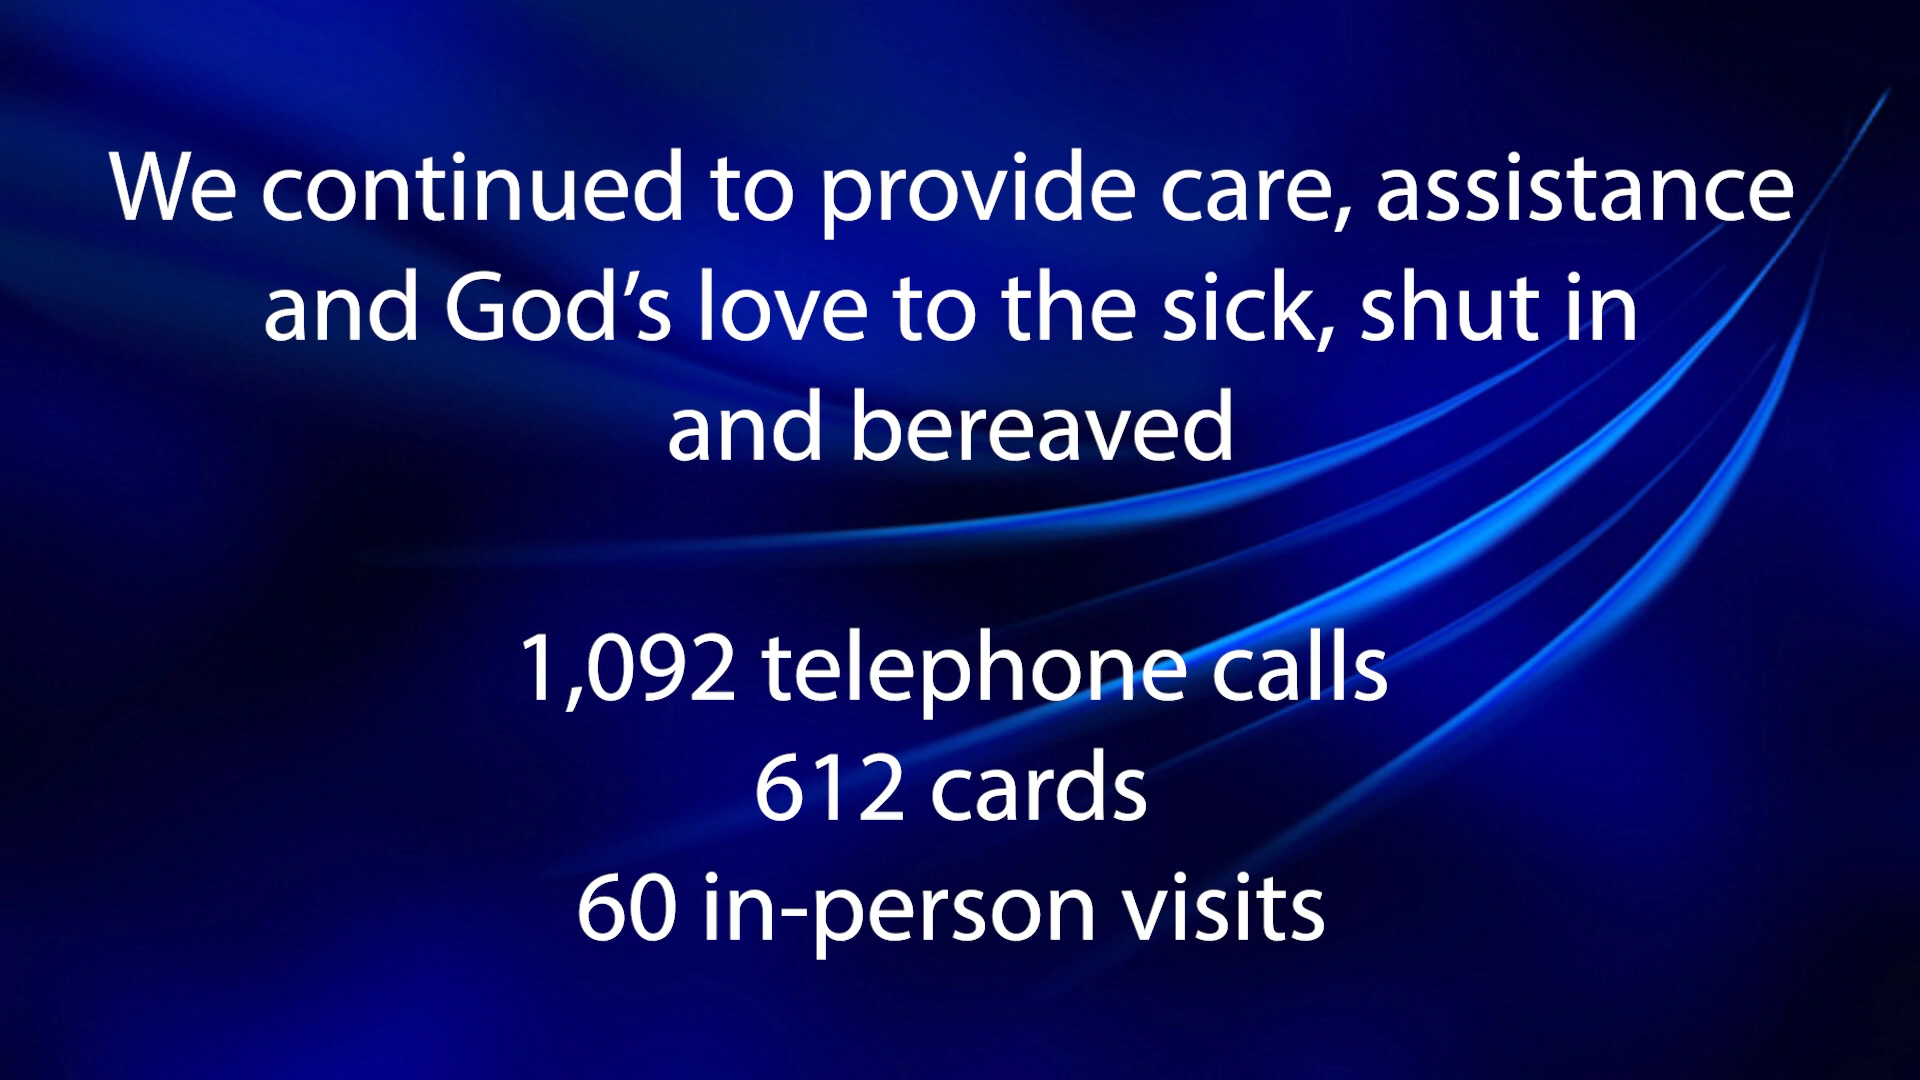 We continued to provide care, assistance
and God’s love to the sick, shut in
and bereaved
1,092 telephone calls
612 cards
60 in-person visits